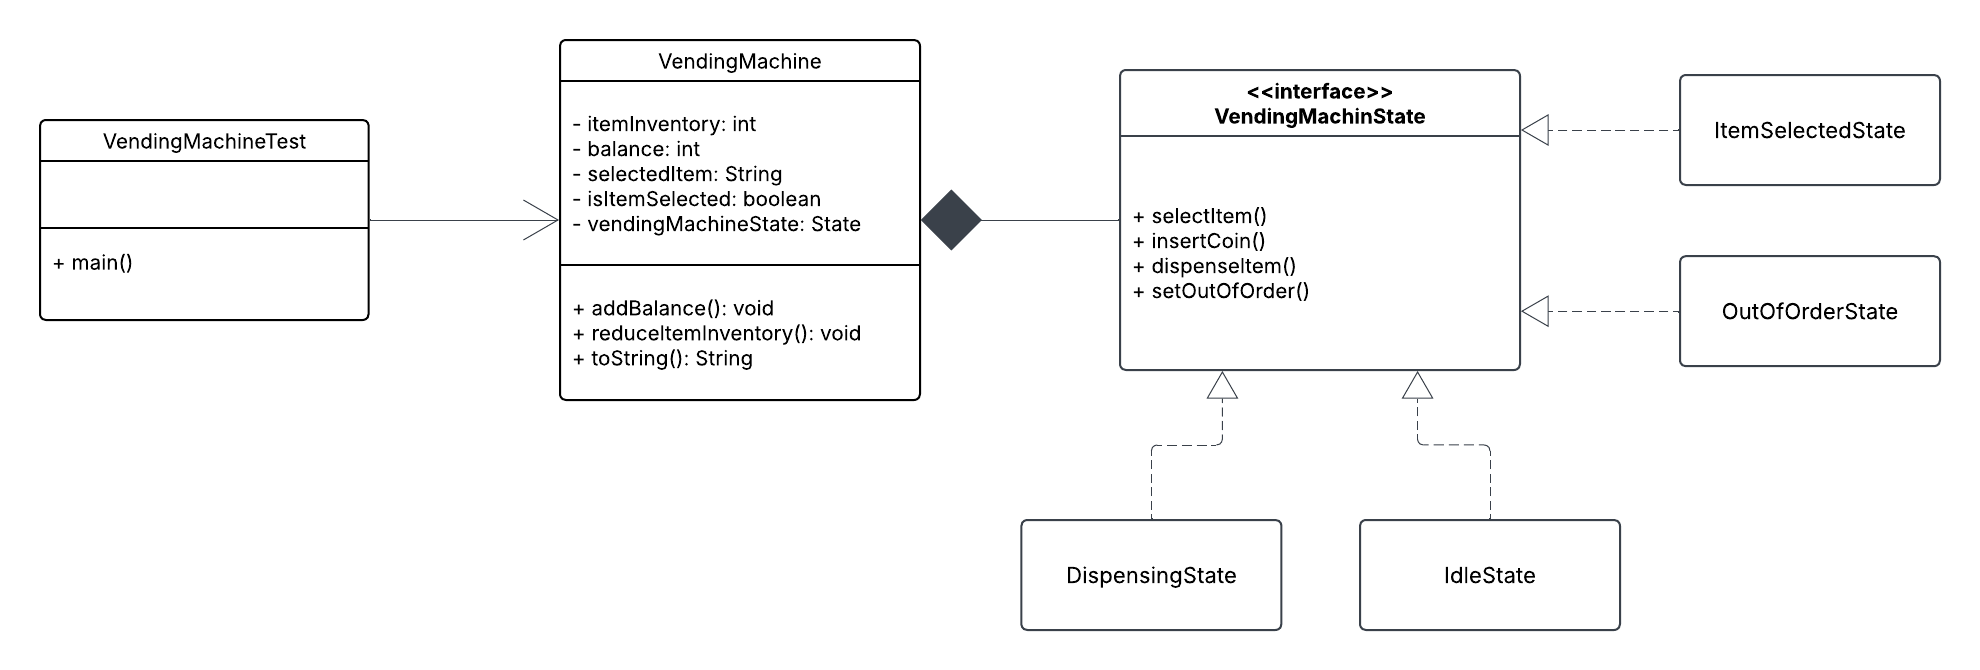 VendingMachineTest
+ main()
VendingMachine
- itemInventory: int
- balance: int
- selectedItem: String
- isItemSelected: boolean
- vendingMachineState: State
+ addBalance(): void
+ reduceItemInventory(): void
+ toString(): String
<<interface>>
VendingMachinState
+ selectItem()
+ insertCoin()
+ dispenseItem()
+ setOutOfOrder()
ItemSelectedState
OutOfOrderState
DispensingState
IdleState